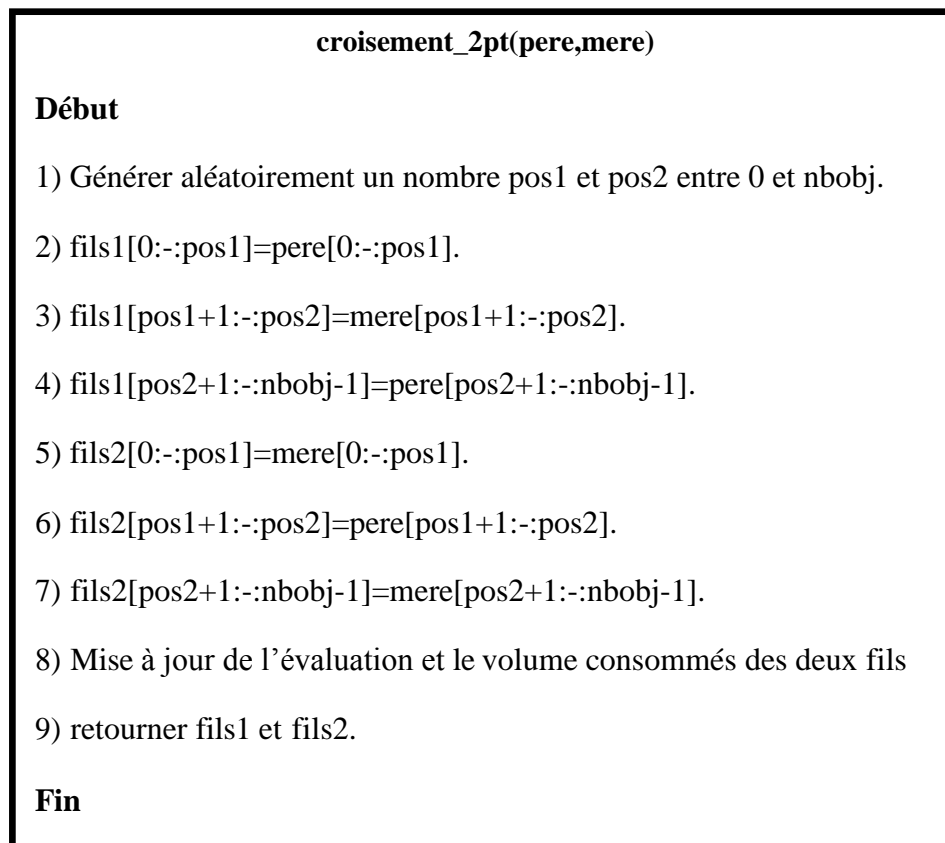 croisement_2pt(pere,mere)
Début
1) Générer aléatoirement un nombre pos1 et pos2 entre 0 et nbobj.
2) fils1[0:-:pos1]=pere[0:-:pos1].
3) fils1[pos1+1:-:pos2]=mere[pos1+1:-:pos2].
4) fils1[pos2+1:-:nbobj-1]=pere[pos2+1:-:nbobj-1].
5) fils2[0:-:pos1]=mere[0:-:pos1].
6) fils2[pos1+1:-:pos2]=pere[pos1+1:-:pos2].
7) fils2[pos2+1:-:nbobj-1]=mere[pos2+1:-:nbobj-1].
8) Mise à jour de l’évaluation et le volume consommés des deux fils
9) retourner fils1 et fils2.
Fin